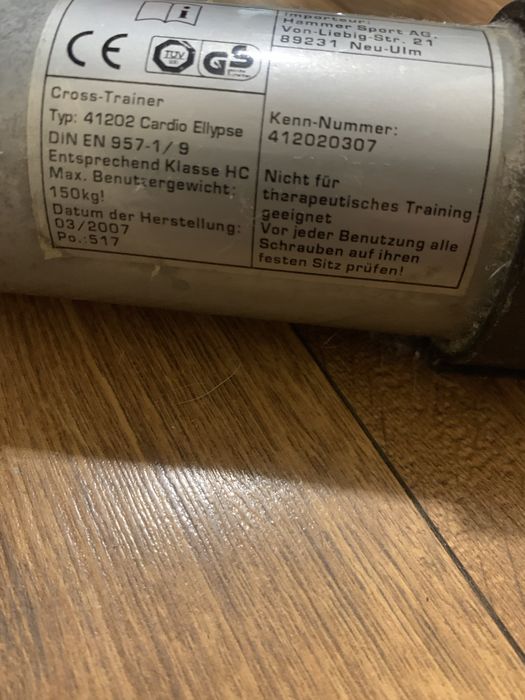 i
Importeur:
Hammer Sport AG.
Von-Liebig-Str. 21
89231 Neu-Ulm
CE
TÜV
GS
Cross-Trainer
Typ: 41202 Cardio Ellypse
DIN EN 957-1/ 9
Entsprechend Klasse HC
Max. Benutzergewicht:
150kg!
Datum der Herstellung:
03/2007
Po.:517
Kenn-Nummer:
412020307
Nicht für
therapeutisches Training
geeignet
Vor jeder Benutzung alle
Schrauben auf ihren
festen Sitz prüfen!